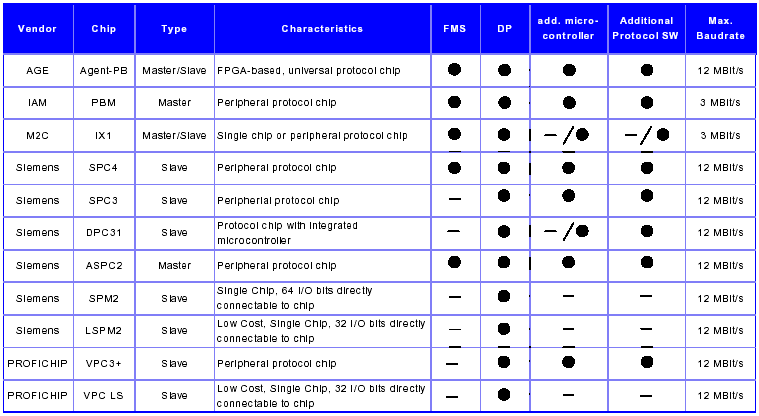 Vendor Chip Type Characteristics FMS DP add. micro-controller Additional Protocol SW Max. Baudrate
AGE Agent-PB Master/Slave FPGA-based, universal protocol chip ● ● ● ● 12 MBit/s
IAM PBM Master Peripheral protocol chip ● ● ● ● 3 MBit/s
M2C IX1 Master/Slave Single chip or peripheral protocol chip ● ● –/● –/● 3 MBit/s
Siemens SPC4 Slave Peripheral protocol chip ● ● ● ● 12 MBit/s
Siemens SPC3 Slave Peripherial protocol chip – ● ● ● 12 MBit/s
Siemens DPC31 Slave Protocol chip with integrated microcontroller – ● –/● ● 12 MBit/s
Siemens ASPC2 Master Peripheral protocol chip ● ● ● ● 12 MBit/s
Siemens SPM2 Slave Single Chip, 64 I/O bits directly connectable to chip – ● – – 12 MBit/s
Siemens LSPM2 Slave Low Cost, Single Chip, 32 I/O bits directly connectable to chip – ● – – 12 MBit/s
PROFICHIP VPC3+ Slave Peripheral protocol chip – ● ● ● 12 MBit/s
PROFICHIP VPC LS Slave Low Cost, Single Chip, 32 I/O bits directly connectable to chip – ● – – 12 MBit/s